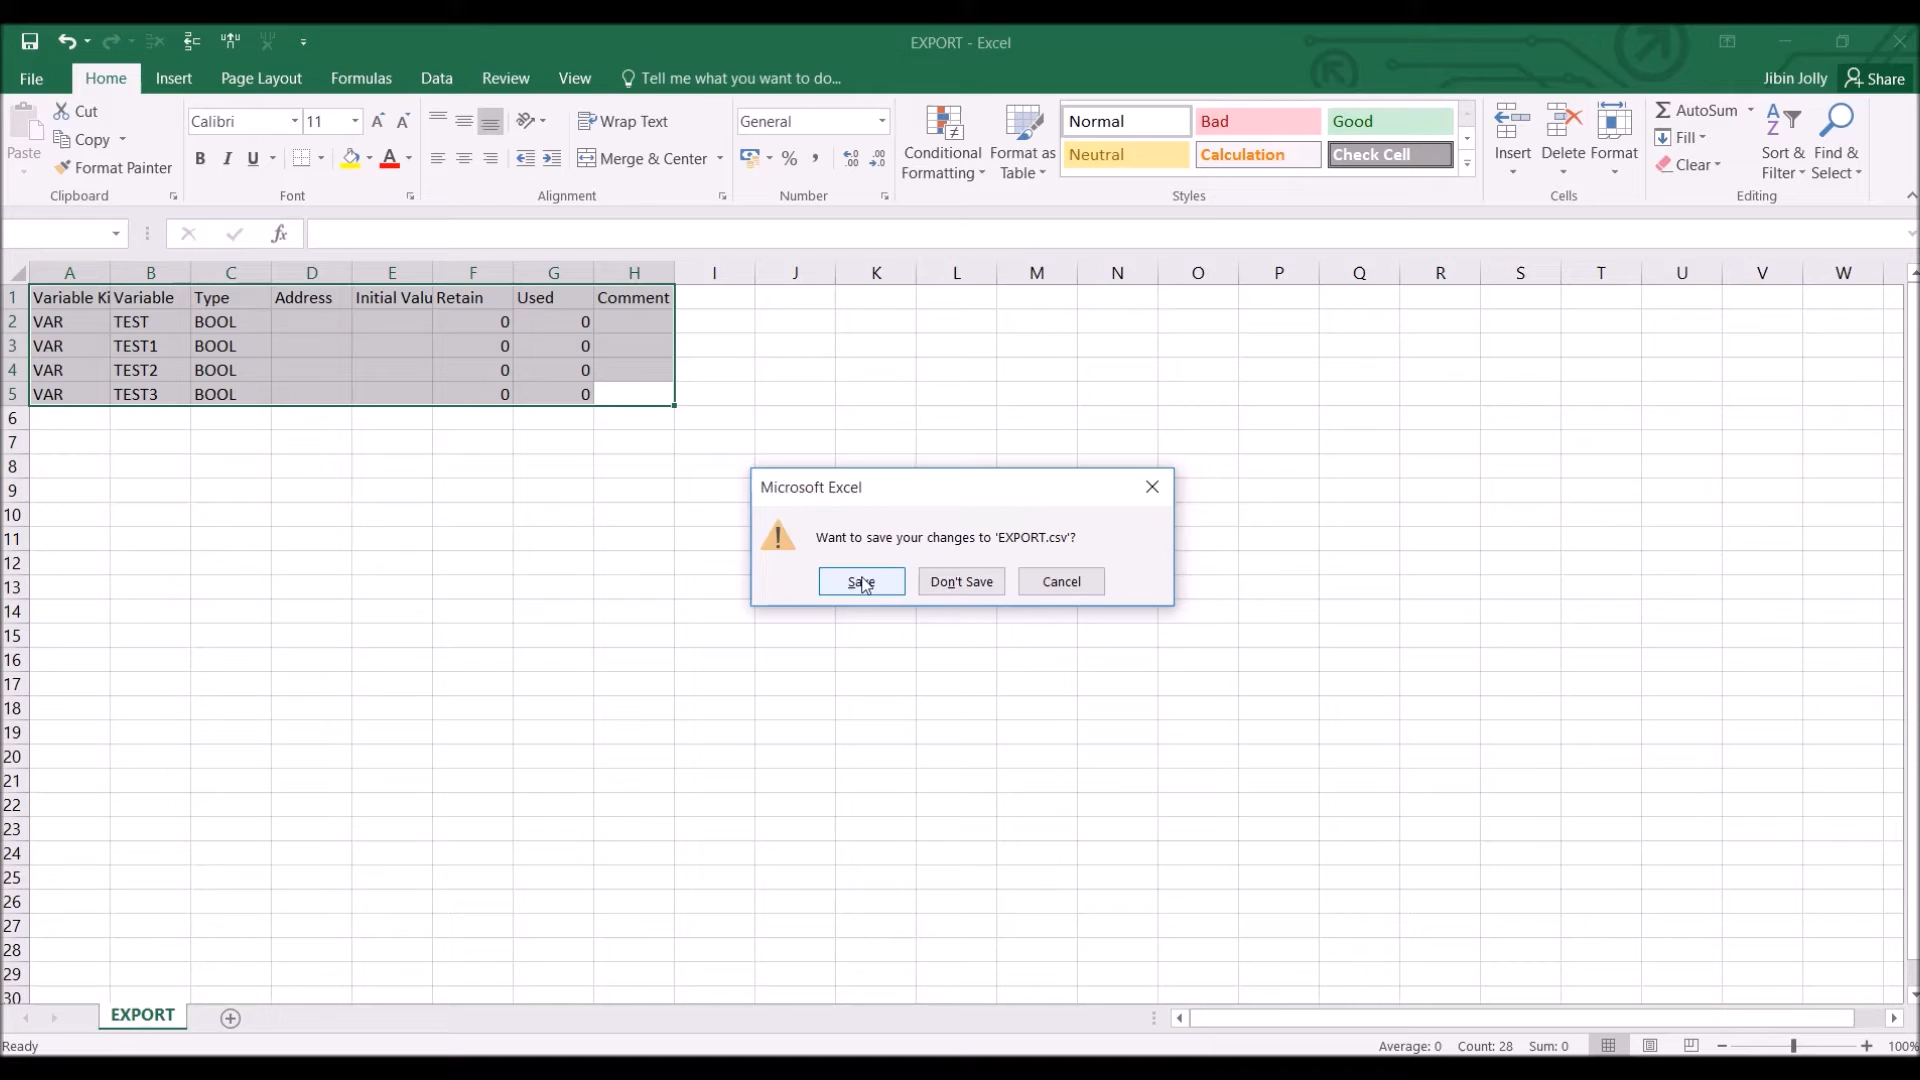 EXPORT - Excel
File Home Insert Page Layout Formulas Data Review View Tell me what you want to do... Jibin Jolly Share
Paste Cut Calibri 11 Wrap Text General Conditional Formatting Format as Table Normal Bad Good Insert Delete Format AutoSum Sort & Filter Find & Select
Copy Fill
Format Painter B I U Merge & Center % Neutral Calculation Check Cell Clear
Clipboard Font Alignment Number Styles Cells Editing
fx
A B C D E F G H I J K L M N O P Q R S T U V W
1 Variable Ki Variable Type Address Initial Valu Retain Used Comment
2 VAR TEST BOOL 0 0
3 VAR TEST1 BOOL 0 0
4 VAR TEST2 BOOL 0 0
5 VAR TEST3 BOOL 0 0
6
7
8
9
10
11
12
13
14
15
16
17
18
19
20
21
22
23
24
25
26
27
28
29
30
Microsoft Excel
Want to save your changes to 'EXPORT.csv'?
Save Don't Save Cancel
EXPORT
Ready Average: 0 Count: 28 Sum: 0 100%